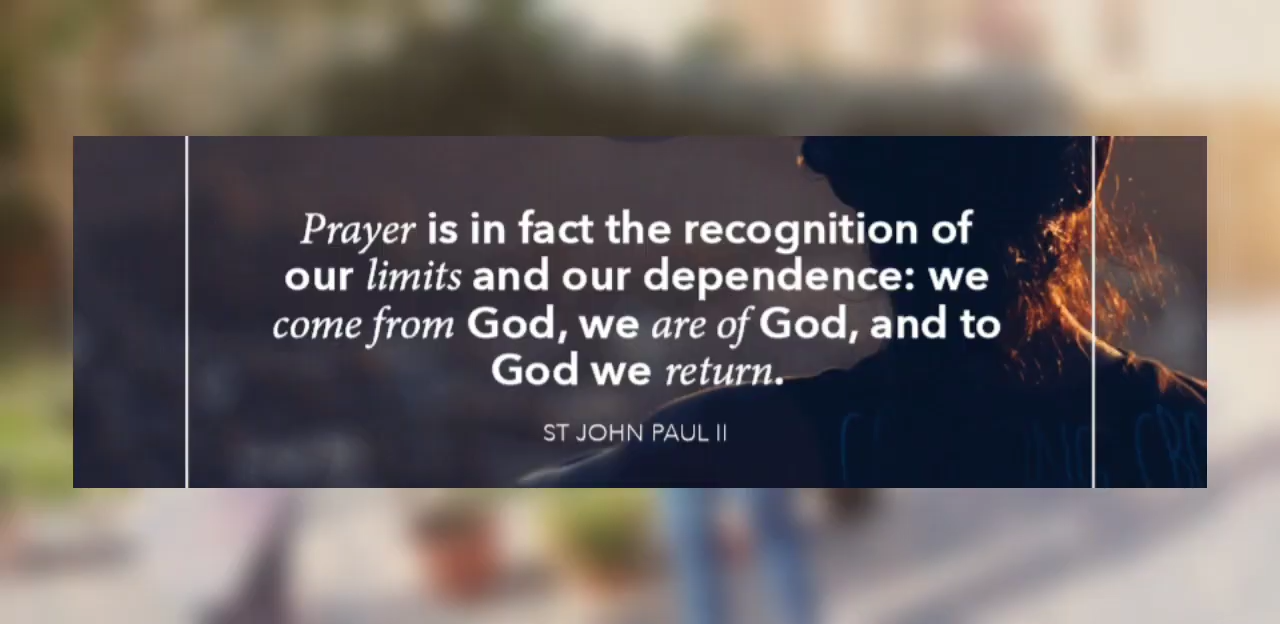 Prayer is in fact the recognition of
our limits and our dependence: we
come from God, we are of God, and to
God we return.
ST JOHN PAUL II